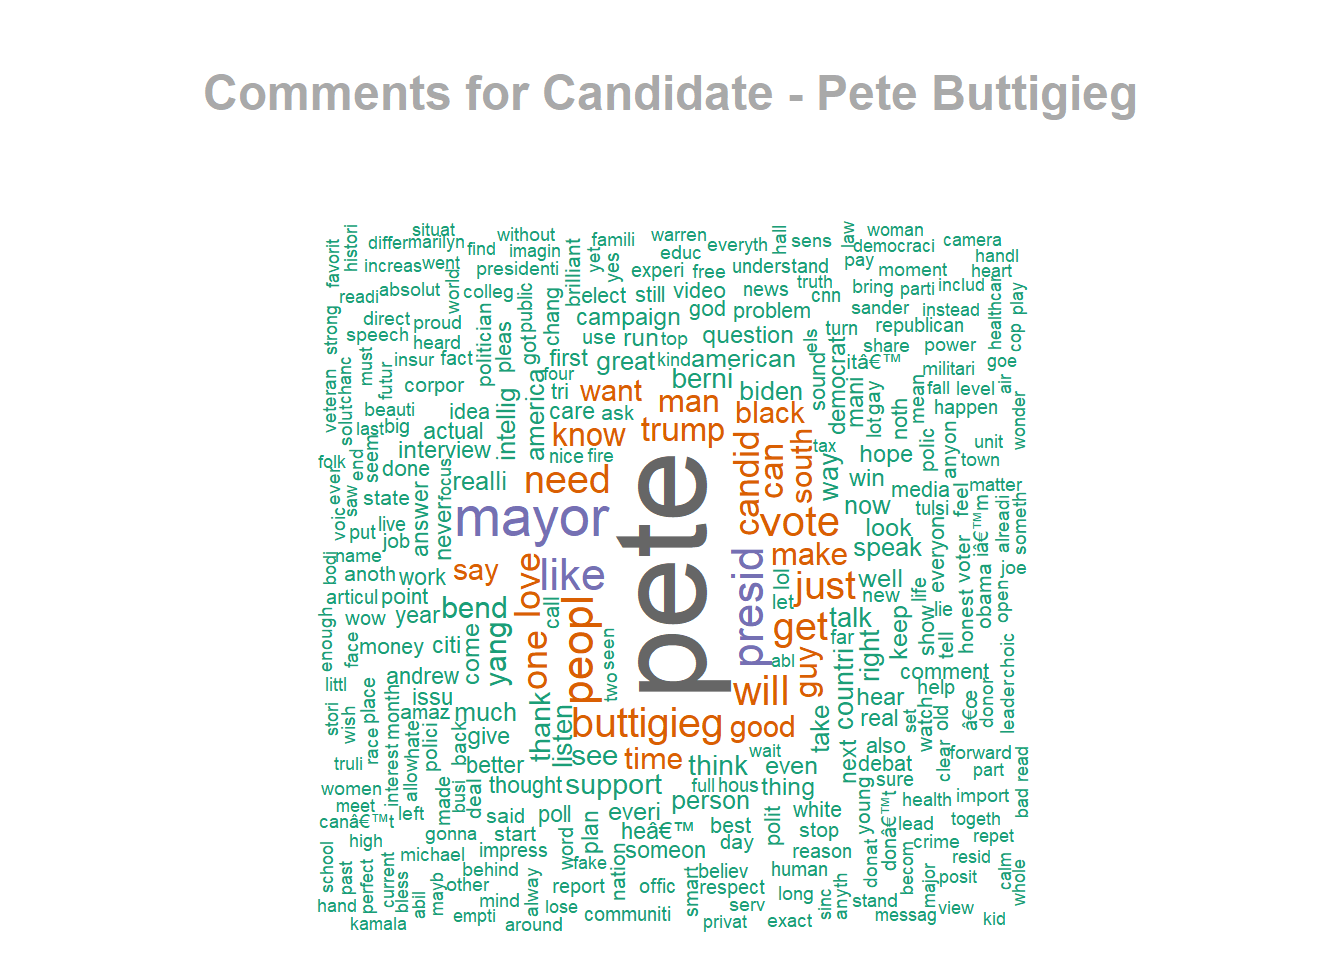 Comments for Candidate - Pete Buttigieg
situat
without
famili
warren
hall
law
woman
favorit
histori
differ
marilyn
find
imagin
yet
yes
educ
everyth
sens
democraci
camera
handl
increas
went
world
presidenti
brilliant
experi
free
understand
truth
pay
moment
heart
readi
absolut
colleg
public
chang
elect
still
video
news
cnn
bring
parti
includ
healthcar
play
strong
direct
proud
politician
pleas
got
campaign
god
problem
els
turn
sander
instead
cop
speech
heard
use
run
top
question
share
republican
power
must
insur
fact
first
great
kind
american
sound
democrat
itâ€™
militari
goe
air
veteran
chanc
futur
corpor
intellig
america
four
tri
want
berni
biden
mani
gay
mean
fall
level
wonder
solut
beauti
idea
care
ask
man
black
lot
noth
happen
last
big
actual
know
trump
candid
can
south
tax
way
hope
polic
anyon
unit
folk
end
seem
interview
nice
fire
town
ever
saw
done
focus
realli
need
pete
win
media
feel
matter
voic
state
answer
never
mayor
vote
now
tulsi
iâ€™m
alreadi
someth
put
live
job
look
everyon
name
like
presid
make
speak
joe
bodi
anoth
work
say
love
lol
just
well
new
life
voter
obama
open
articul
point
bend
call
peopl
let
get
talk
lie
honest
enough
wow
year
yang
one
far
keep
show
tell
choic
face
money
citi
come
seen
two
abl
guy
countri
right
comment
leader
littl
andrew
issu
will
hear
help
donor
stori
wish
race
place
month
amaz
much
thank
listen
buttigieg
good
take
real
set
watch
old
â€œ
interest
hate
polici
back
give
see
time
wait
next
also
clear
forward
truli
allow
better
think
even
debat
part
read
women
made
busi
deal
thought
support
full
hous
thing
sure
bad
meet
left
said
poll
everi
person
white
young
donâ€™t
health
import
canâ€™t
gonna
start
plan
heâ€™
best
polit
stop
lead
togeth
high
michael
impress
word
someon
day
reason
crime
repet
school
past
perfect
current
behind
fake
nation
believ
human
donat
becom
resid
calm
whole
bless
abil
mayb
other
mind
alway
report
offic
smart
respect
long
sinc
anyth
stand
major
posit
hand
empti
lose
communiti
serv
messag
view
kamala
around
privat
exact
kid